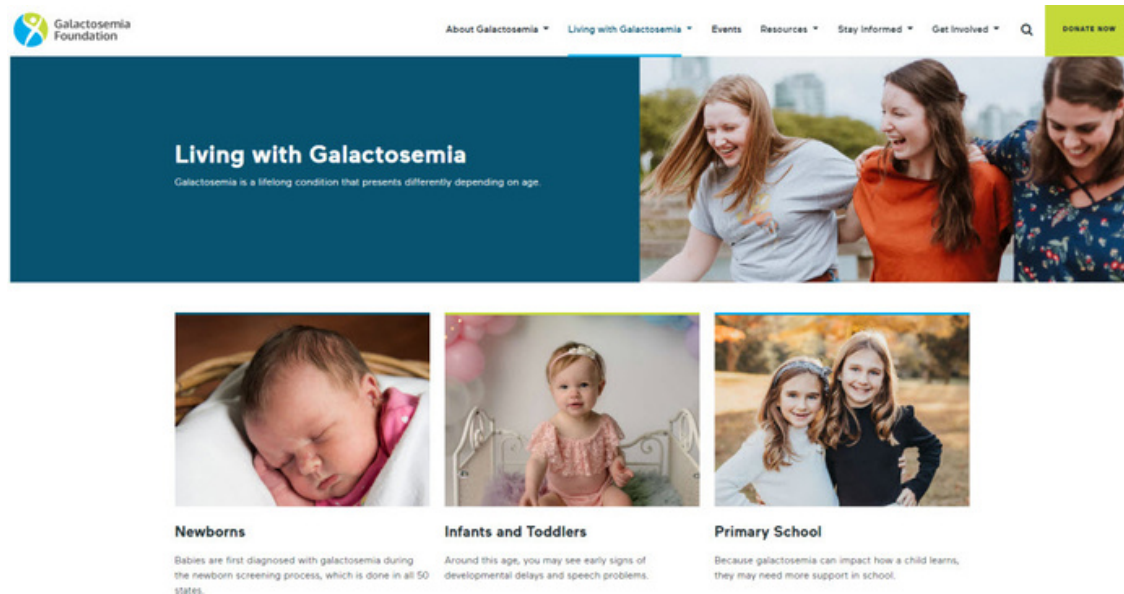 Galactosemia
Foundation
About Galactosemia
Living with Galactosemia
Events
Resources
Stay Informed
Get Involved
DONATE NOW
Living with Galactosemia
Galactosemia is a lifelong condition that presents differently depending on age.
Newborns
Babies are first diagnosed with galactosemia during
the newborn screening process, which is done in all 50
states.
Infants and Toddlers
Around this age, you may see early signs of
developmental delays and speech problems.
Primary School
Because galactosemia can impact how a child learns,
they may need more support in school.